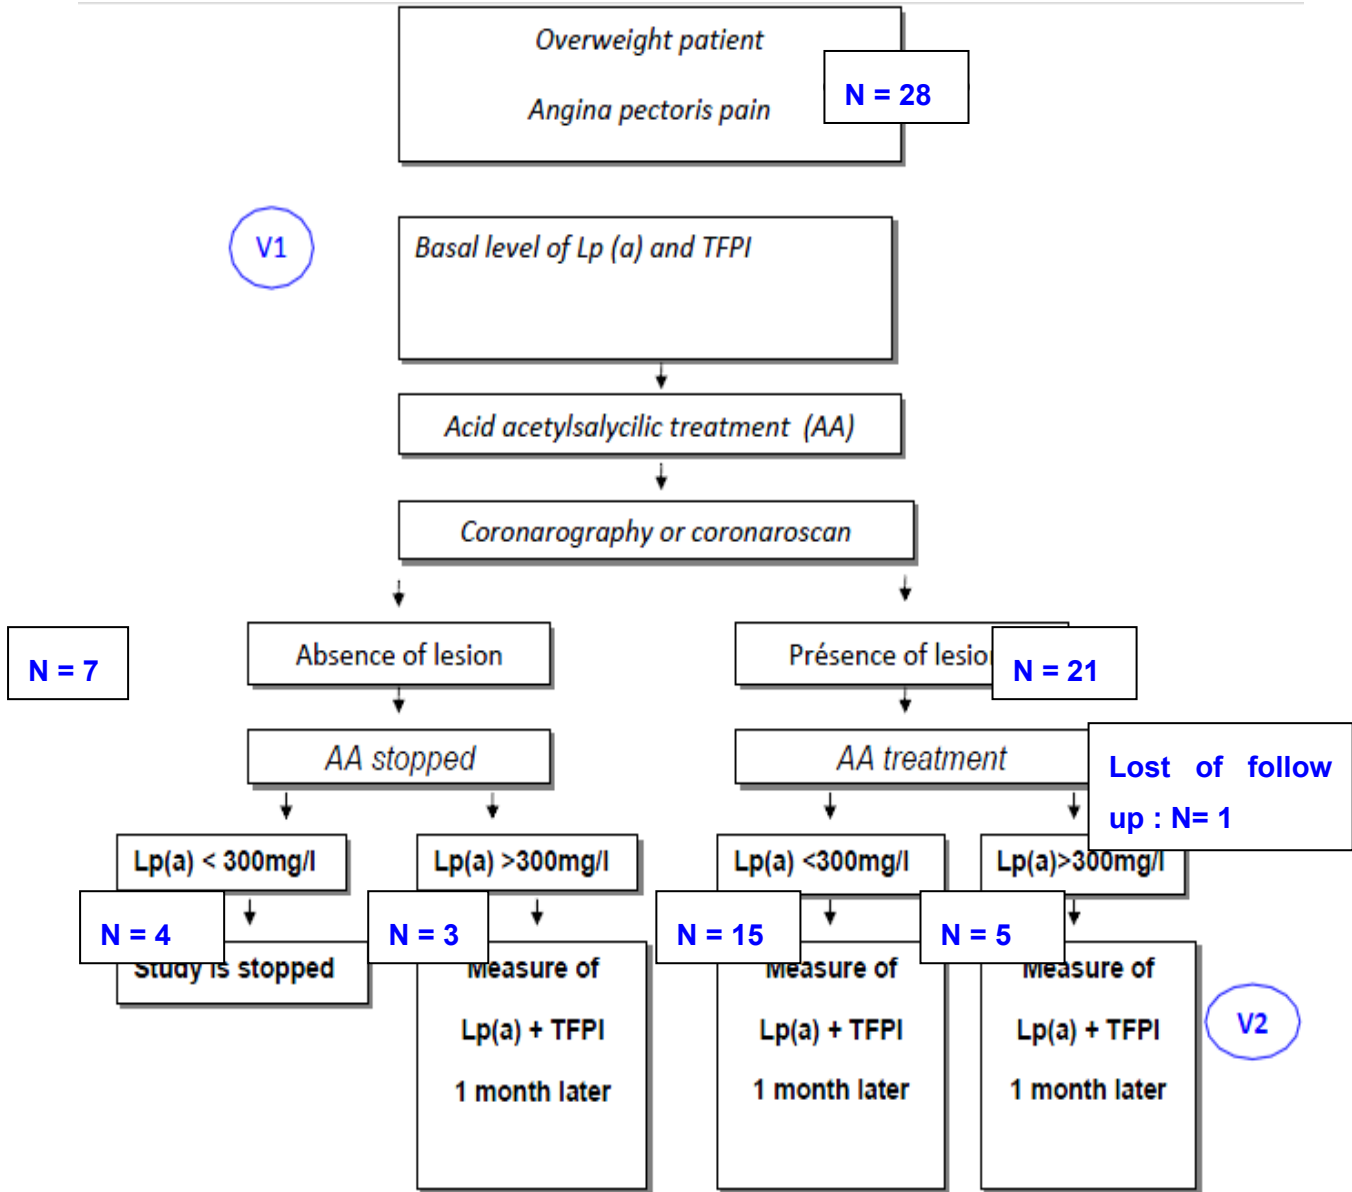 Overweight patient
Angina pectoris pain
N = 28
V1
Basal level of Lp (a) and TFPI
Acid acetylsalycilic treatment (AA)
Coronarography or coronaroscan
N = 7
Absence of lesion
Présence of lesion
N = 21
AA stopped
AA treatment
Lost of follow
up : N= 1
Lp(a) < 300mg/l
Lp(a) >300mg/l
Lp(a) <300mg/l
Lp(a)>300mg/l
N = 4
N = 3
N = 15
N = 5
Study is stopped
Measure of
Lp(a) + TFPI
1 month later
Measure of
Lp(a) + TFPI
1 month later
Measure of
Lp(a) + TFPI
1 month later
V2